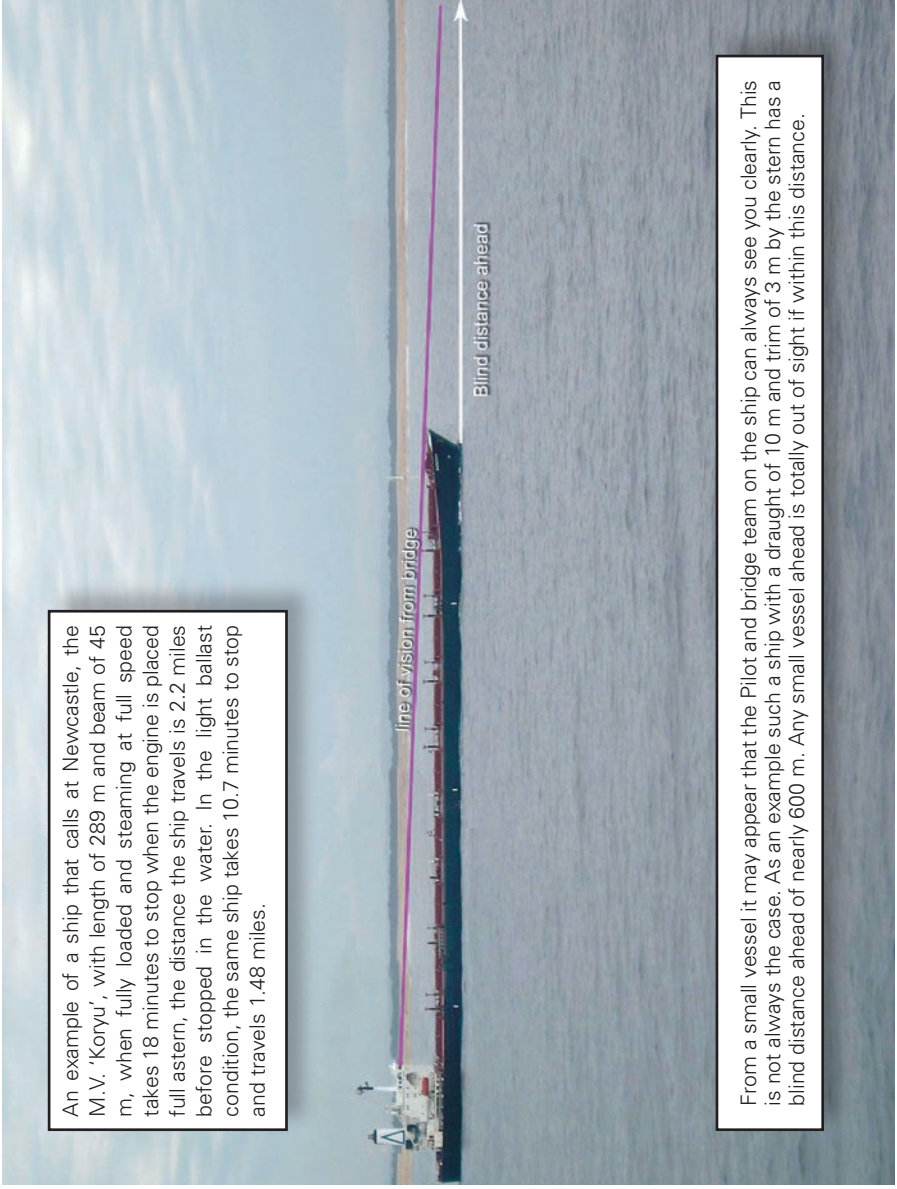 An example of a ship that calls at Newcastle, the
M.V. 'Koryu', with length of 289 m and beam of 45
m, when fully loaded and steaming at full speed
takes 18 minutes to stop when the engine is placed
full astern, the distance the ship travels is 2.2 miles
before stopped in the water. In the light ballast
condition, the same ship takes 10.7 minutes to stop
and travels 1.48 miles.
line of vision from bridge
Blind distance ahead
From a small vessel it may appear that the Pilot and bridge team on the ship can always see you clearly. This
is not always the case. As an example such a ship with a draught of 10 m and trim of 3 m by the stern has a
blind distance ahead of nearly 600 m. Any small vessel ahead is totally out of sight if within this distance.